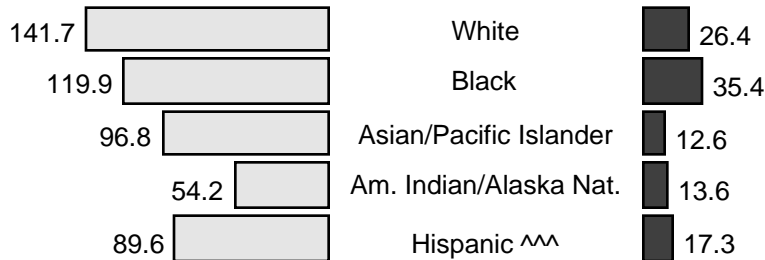 141.7 White 26.4
119.9 Black 35.4
96.8 Asian/Pacific Islander 12.6
54.2 Am. Indian/Alaska Nat. 13.6
89.6 Hispanic ^^^ 17.3